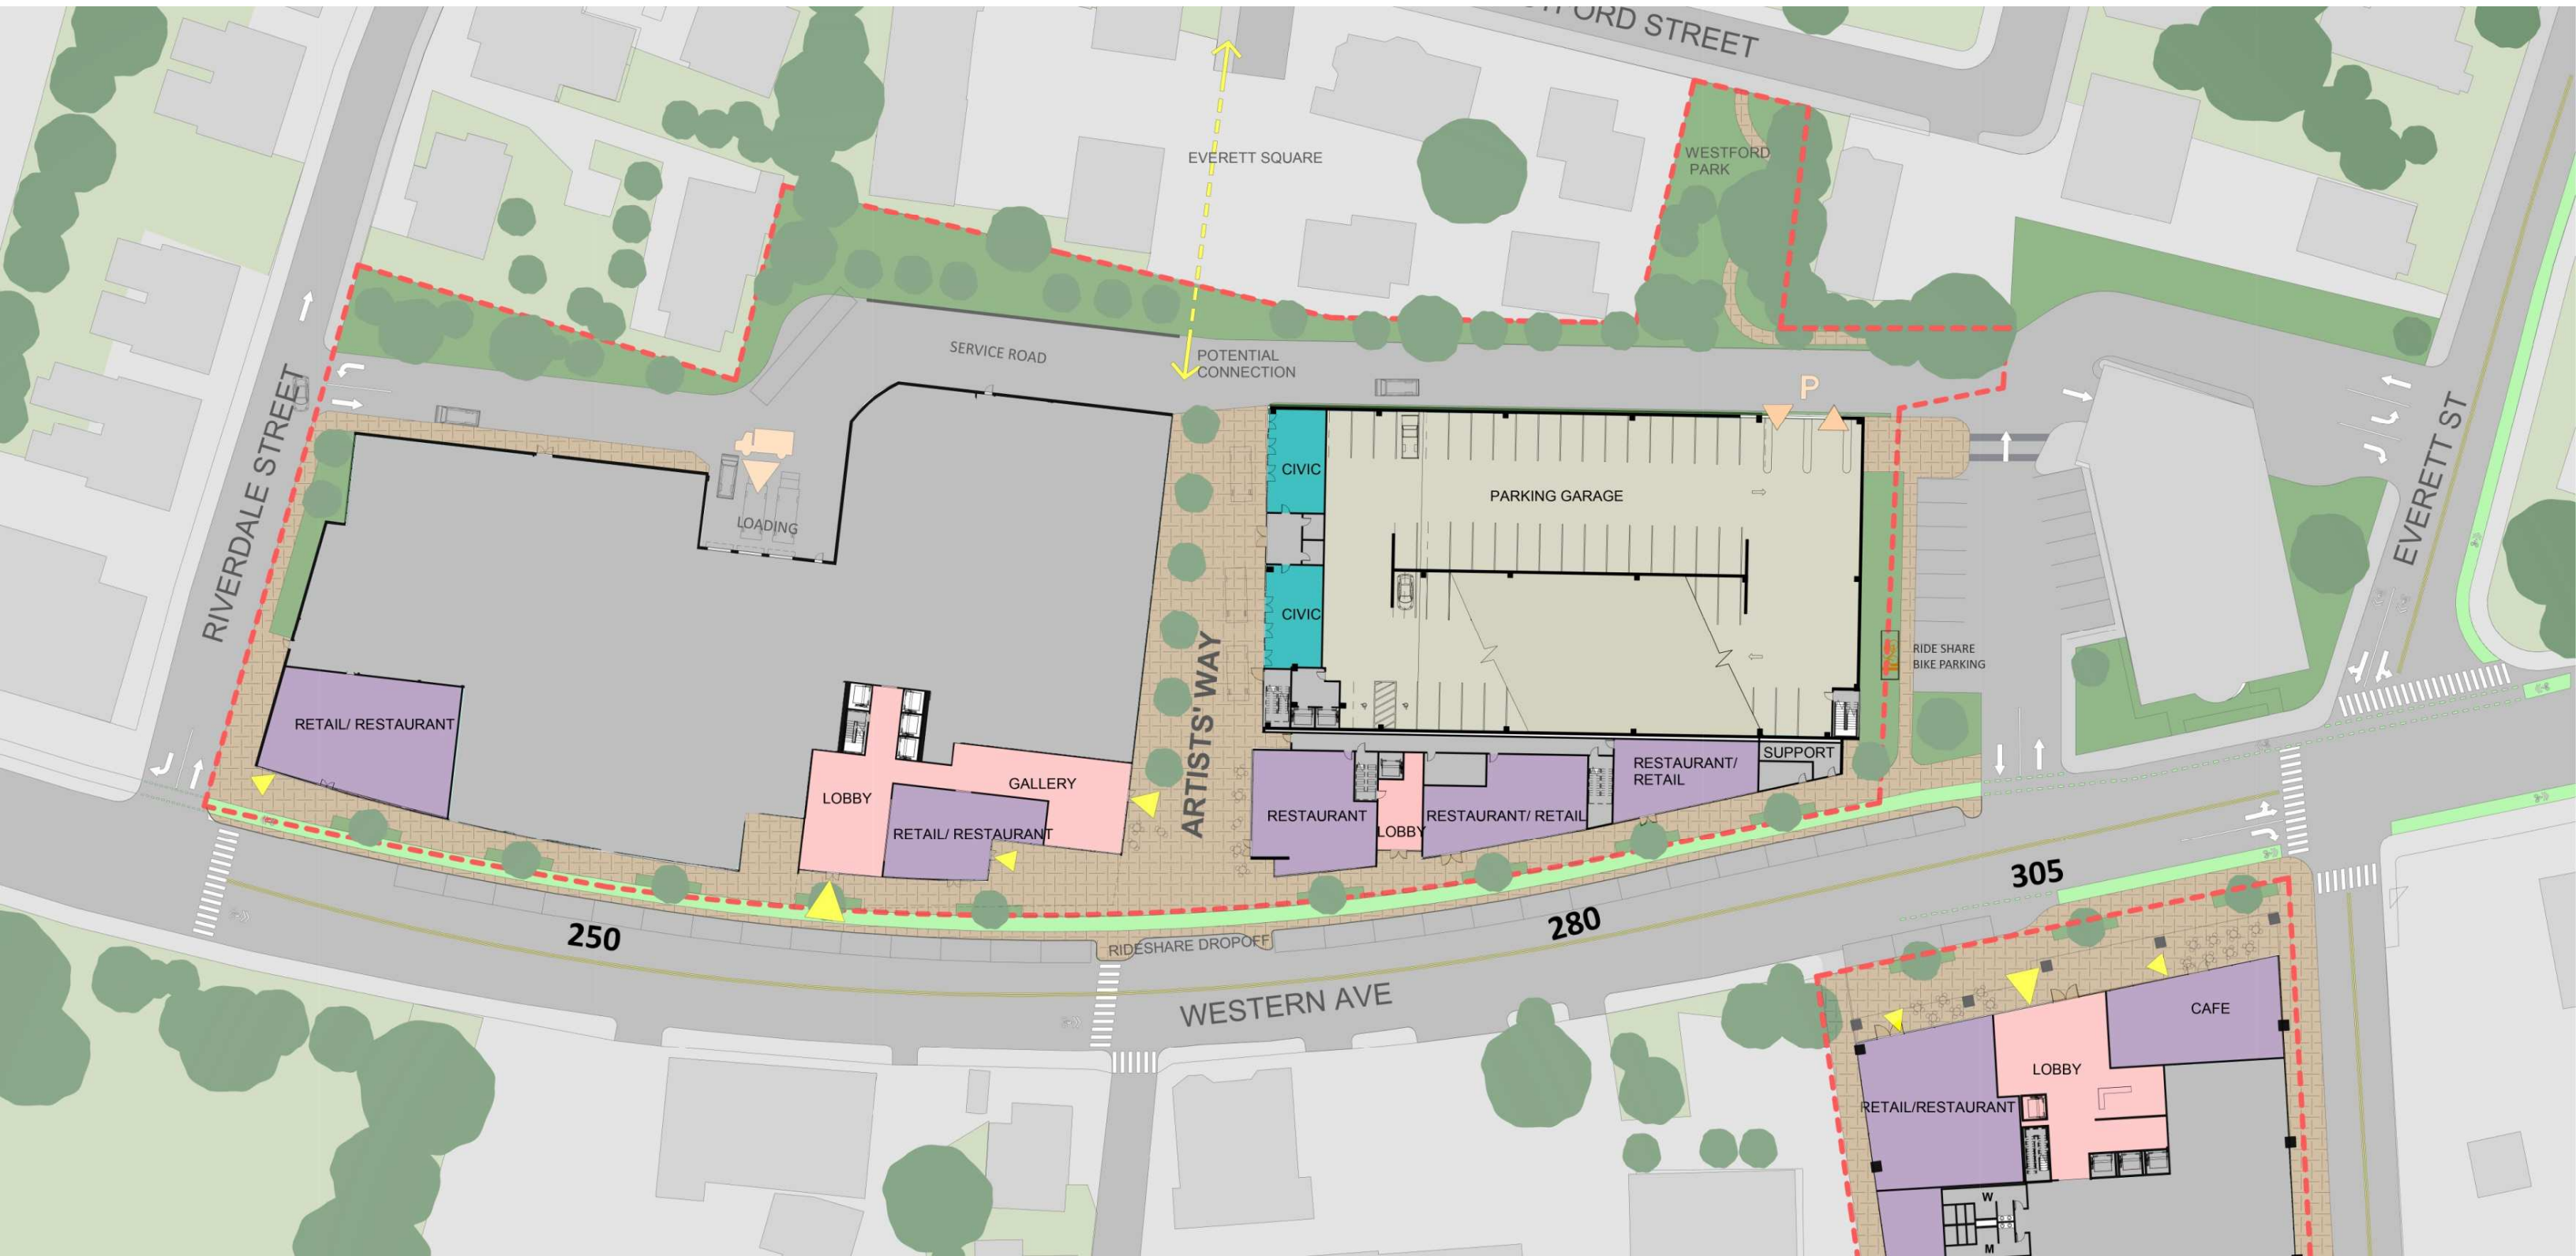 STFORD STREET
EVERETT SQUARE
WESTFORD
PARK
SERVICE ROAD
POTENTIAL
CONNECTION
P
RIVERDALE STREET
EVERETT ST
LOADING
CIVIC
PARKING GARAGE
CIVIC
RIDE SHARE
BIKE PARKING
ARTISTS' WAY
RETAIL/ RESTAURANT
LOBBY
GALLERY
RETAIL/ RESTAURANT
RESTAURANT
LOBBY
RESTAURANT/ RETAIL
RESTAURANT/
RETAIL
SUPPORT
250
RIDESHARE DROPOFF
280
305
WESTERN AVE
CAFE
LOBBY
RETAIL/RESTAURANT
W
M